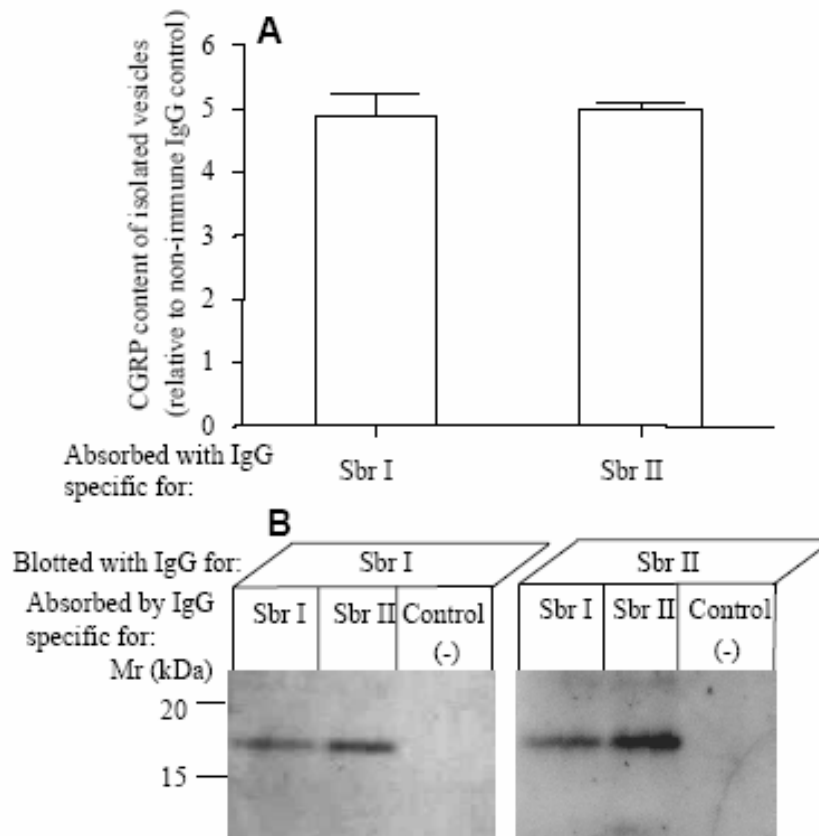 A
CGRP content of isolated vesicles
(relative to non-immune IgG control)
6
5
4
3
2
1
0
Absorbed with IgG
specific for:
Sbr I
Sbr II
B
Blotted with IgG for:
Sbr I
Sbr II
Absorbed by IgG
specific for:
Sbr I
Sbr II
Control
(-)
Sbr I
Sbr II
Control
(-)
Mr (kDa)
20
15